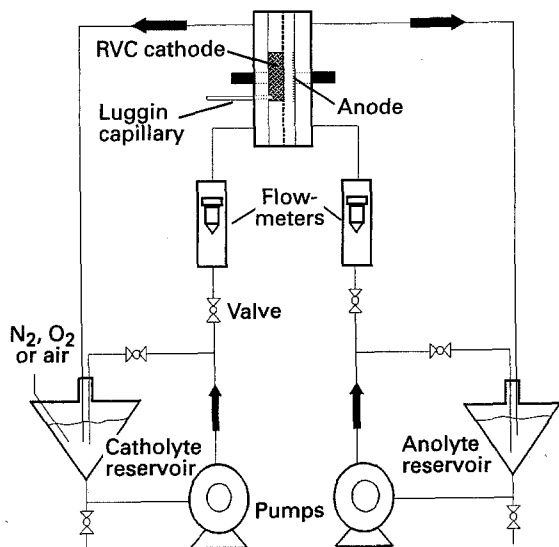 RVC cathode
Luggin
capillary
Anode
Flow-
meters
Valve
N2, O2
or air
Catholyte
reservoir
Anolyte
reservoir
Pumps